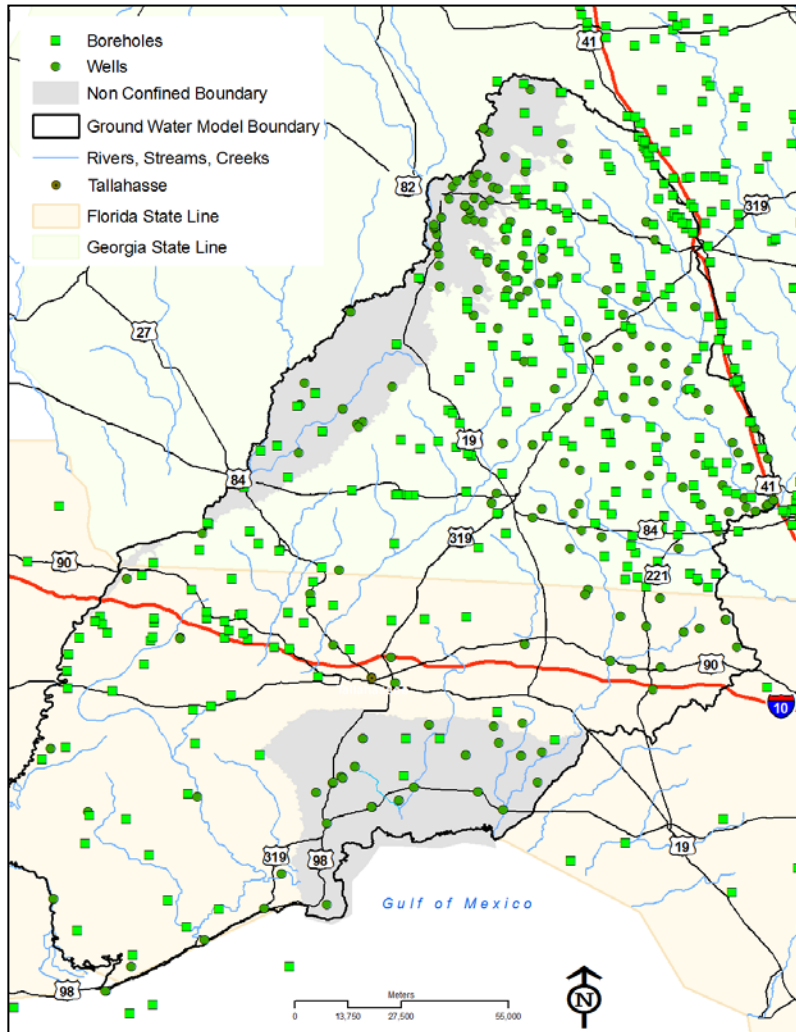 Boreholes
Wells
Non Confined Boundary
Ground Water Model Boundary
Rivers, Streams, Creeks
Tallahasse
Florida State Line
Georgia State Line
41
82
319
27
19
84
41
319
84
90
221
90
10
19
319
98
Gulf of Mexico
98
Meters
0 13,750 27,500 55,000
N